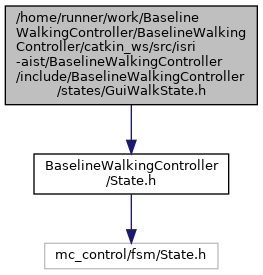 /home/runner/work/Baseline
WalkingController/BaselineWalking
Controller/catkin_ws/src/isri
-aist/BaselineWalkingController
/include/BaselineWalkingController
/states/GuiWalkState.h
BaselineWalkingController
/State.h
mc_control/fsm/State.h